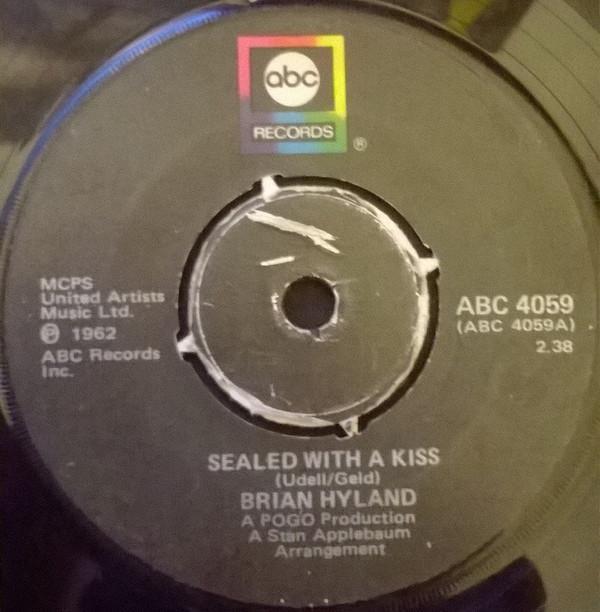 abc
RECORDS
®
MCPS
United Artists
Music Ltd.
℗ 1962
ABC Records
Inc.
ABC 4059
(ABC 4059A)
2.38
SEALED WITH A KISS
(Udell/Geld)
BRIAN HYLAND
A POGO Production
A Stan Applebaum
Arrangement